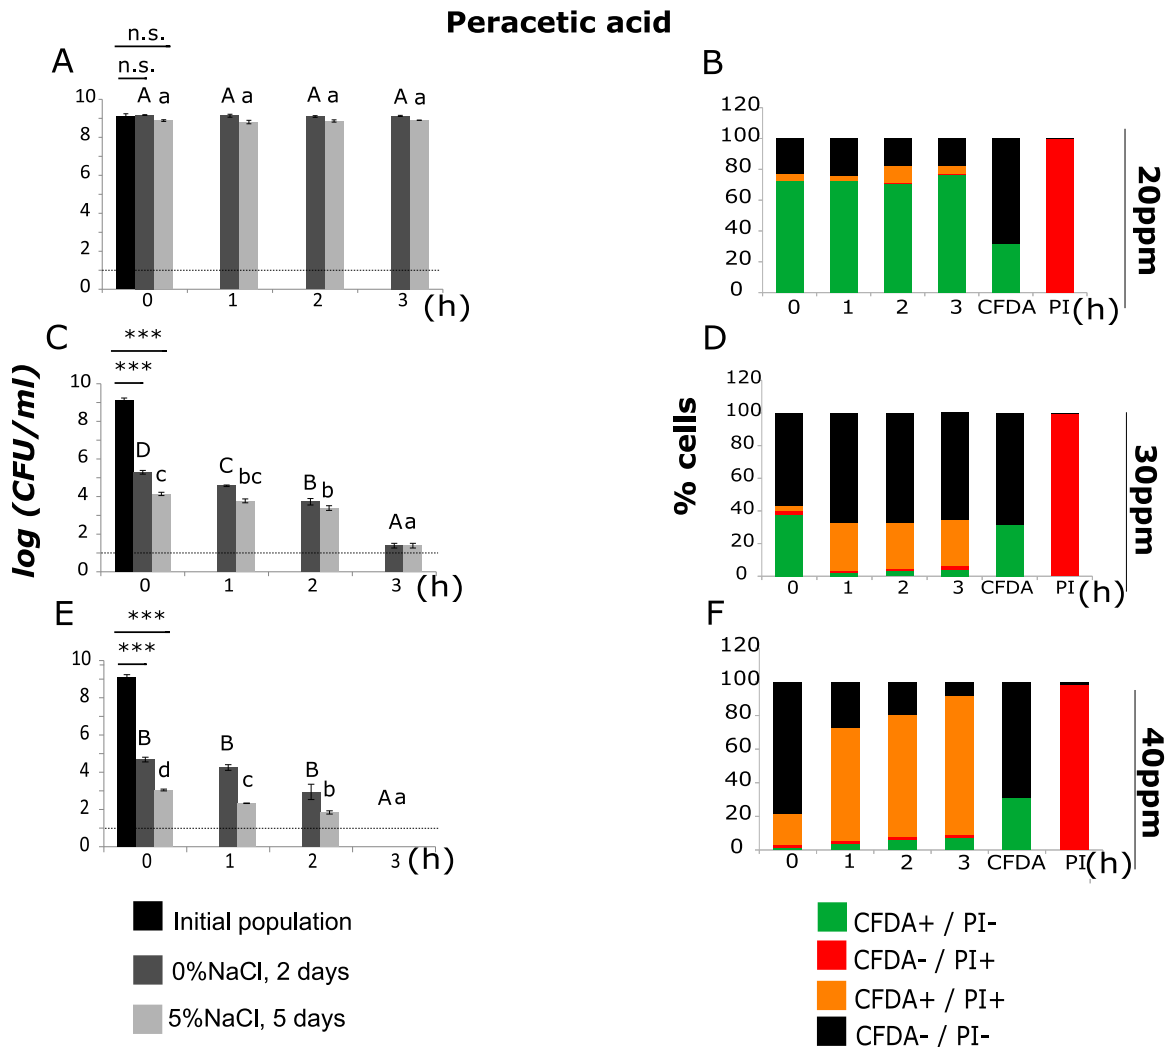 Peracetic acid
A
n.s.
n.s.
A a A a A a A a
10
8
6
4
2
0
0 1 2 3 (h)
B
120
100
80
60
40
20
0
0 1 2 3 CFDA PI (h)
20ppm
C
***
***
10
8
6
4
2
0
D c C bc B b A a
0 1 2 3 (h)
log (CFU/ml)
D
120
100
80
60
40
20
0
0 1 2 3 CFDA PI (h)
% cells
30ppm
E
***
***
10
8
6
4
2
0
B d B c B b A a
0 1 2 3 (h)
F
120
100
80
60
40
20
0
0 1 2 3 CFDA PI (h)
40ppm
Initial population
0%NaCl, 2 days
5%NaCl, 5 days
CFDA+ / PI-
CFDA- / PI+
CFDA+ / PI+
CFDA- / PI-